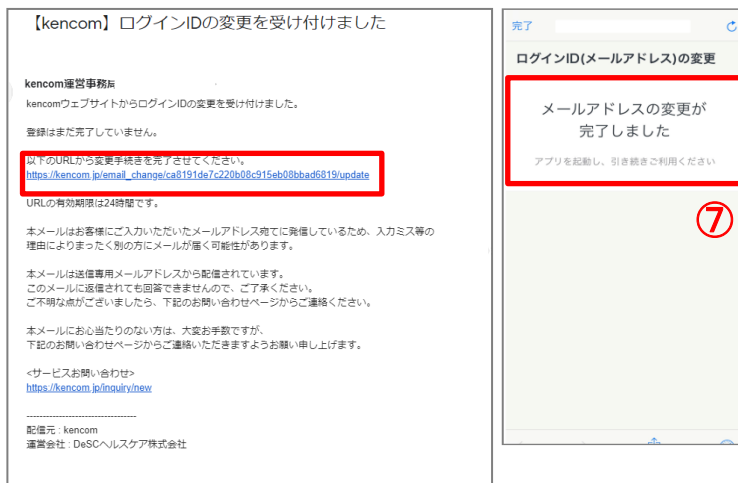 【kencom】ログインIDの変更を受け付けました
kencom運営事務局
kencomウェブサイトからログインIDの変更を受け付けました。
登録はまだ完了していません。
以下のURLから変更手続きを完了させてください。
https://kencom.jp/email_change/ca8191de7c220b08c915eb08bbad6819/update
URLの有効期限は24時間です。
本メールはお客様にご入力いただいたメールアドレス宛てに発信しているため、入力ミス等の
理由によりまったく別の方にメールが届く可能性があります。
本メールは送信専用メールアドレスから配信されています。
このメールに返信されても回答できませんので、ご了承ください。
ご不明な点がございましたら、下記のお問い合わせページからご連絡ください。
本メールにお心当たりのない方は、大変お手数ですが、
下記のお問い合わせページからご連絡いただきますようお願い申し上げます。
<サービスお問い合わせ>
https://kencom.jp/inquiry/new
---------------------------------
配信元 : kencom
運営会社 : DeSCヘルスケア株式会社
完了
ログインID(メールアドレス)の変更
メールアドレスの変更が
完了しました
アプリを起動し、引き続きご利用ください
⑦